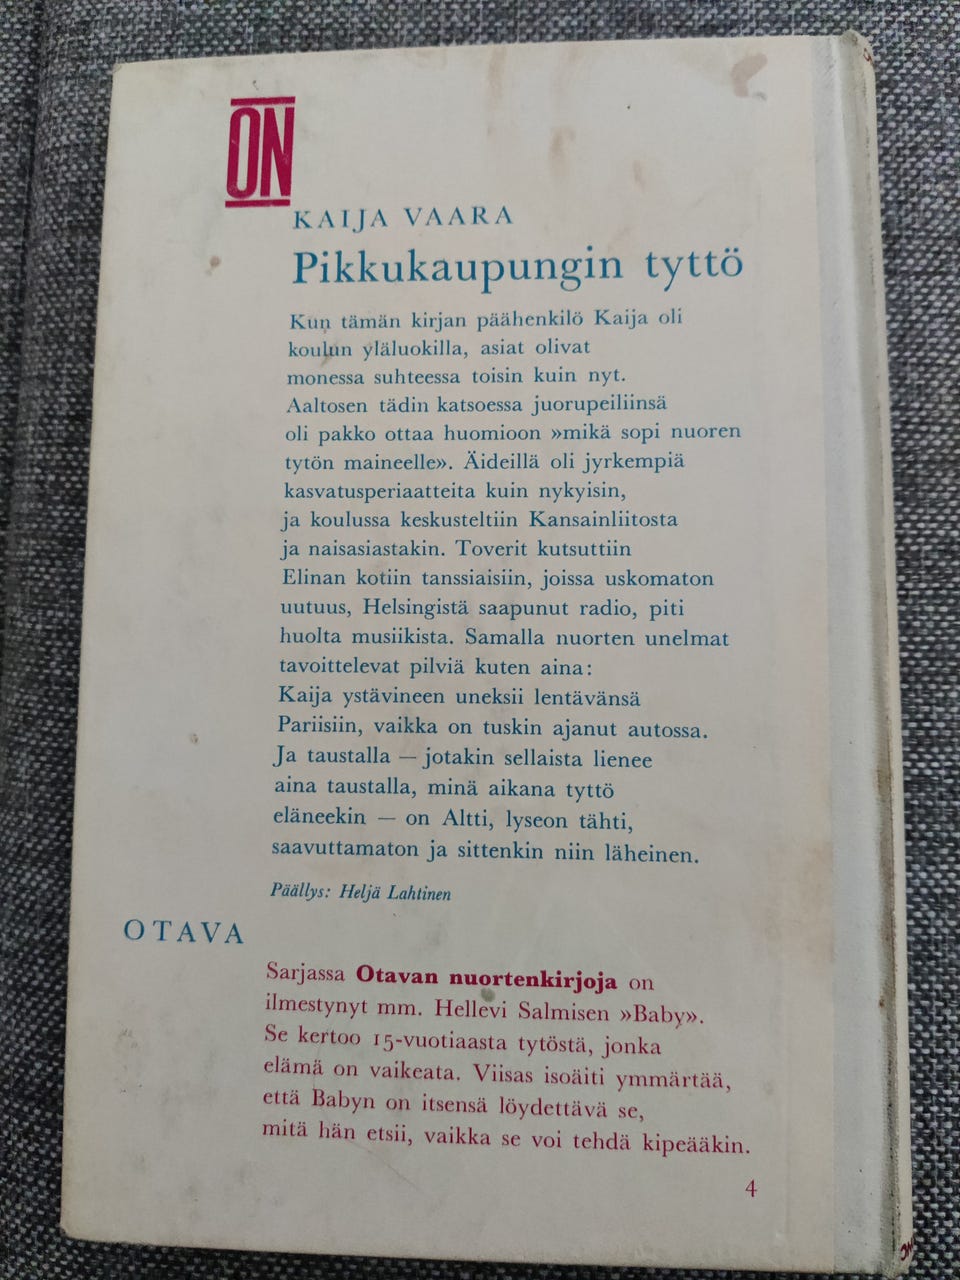 ON
KAIJA VAARA
Pikkukaupungin tyttö
Kun tämän kirjan päähenkilö Kaija oli
koulun yläluokilla, asiat olivat
monessa suhteessa toisin kuin nyt.
Aaltosen tädin katsoessa juorupeiliinsä
oli pakko ottaa huomioon »mikä sopi nuoren
tytön maineelle». Äideillä oli jyrkempiä
kasvatusperiaatteita kuin nykyisin,
ja koulussa keskusteltiin Kansainliitosta
ja naisasiastakin. Toverit kutsuttiin
Elinan kotiin tanssiaisiin, joissa uskomaton
uutuus, Helsingistä saapunut radio, piti
huolta musiikista. Samalla nuorten unelmat
tavoittelevat pilviä kuten aina:
Kaija ystävineen uneksii lentävänsä
Pariisiin, vaikka on tuskin ajanut autossa.
Ja taustalla — jotakin sellaista lienee
aina taustalla, minä aikana tyttö
eläneekin — on Altti, lyseon tähti,
saavuttamaton ja sittenkin niin läheinen.
Päällys: Heljä Lahtinen
OTAVA
Sarjassa Otavan nuortenkirjoja on
ilmestynyt mm. Hellevi Salmisen »Baby».
Se kertoo 15-vuotiaasta tytöstä, jonka
elämä on vaikeata. Viisas isoäiti ymmärtää,
että Babyn on itsensä löydettävä se,
mitä hän etsii, vaikka se voi tehdä kipeääkin.
4